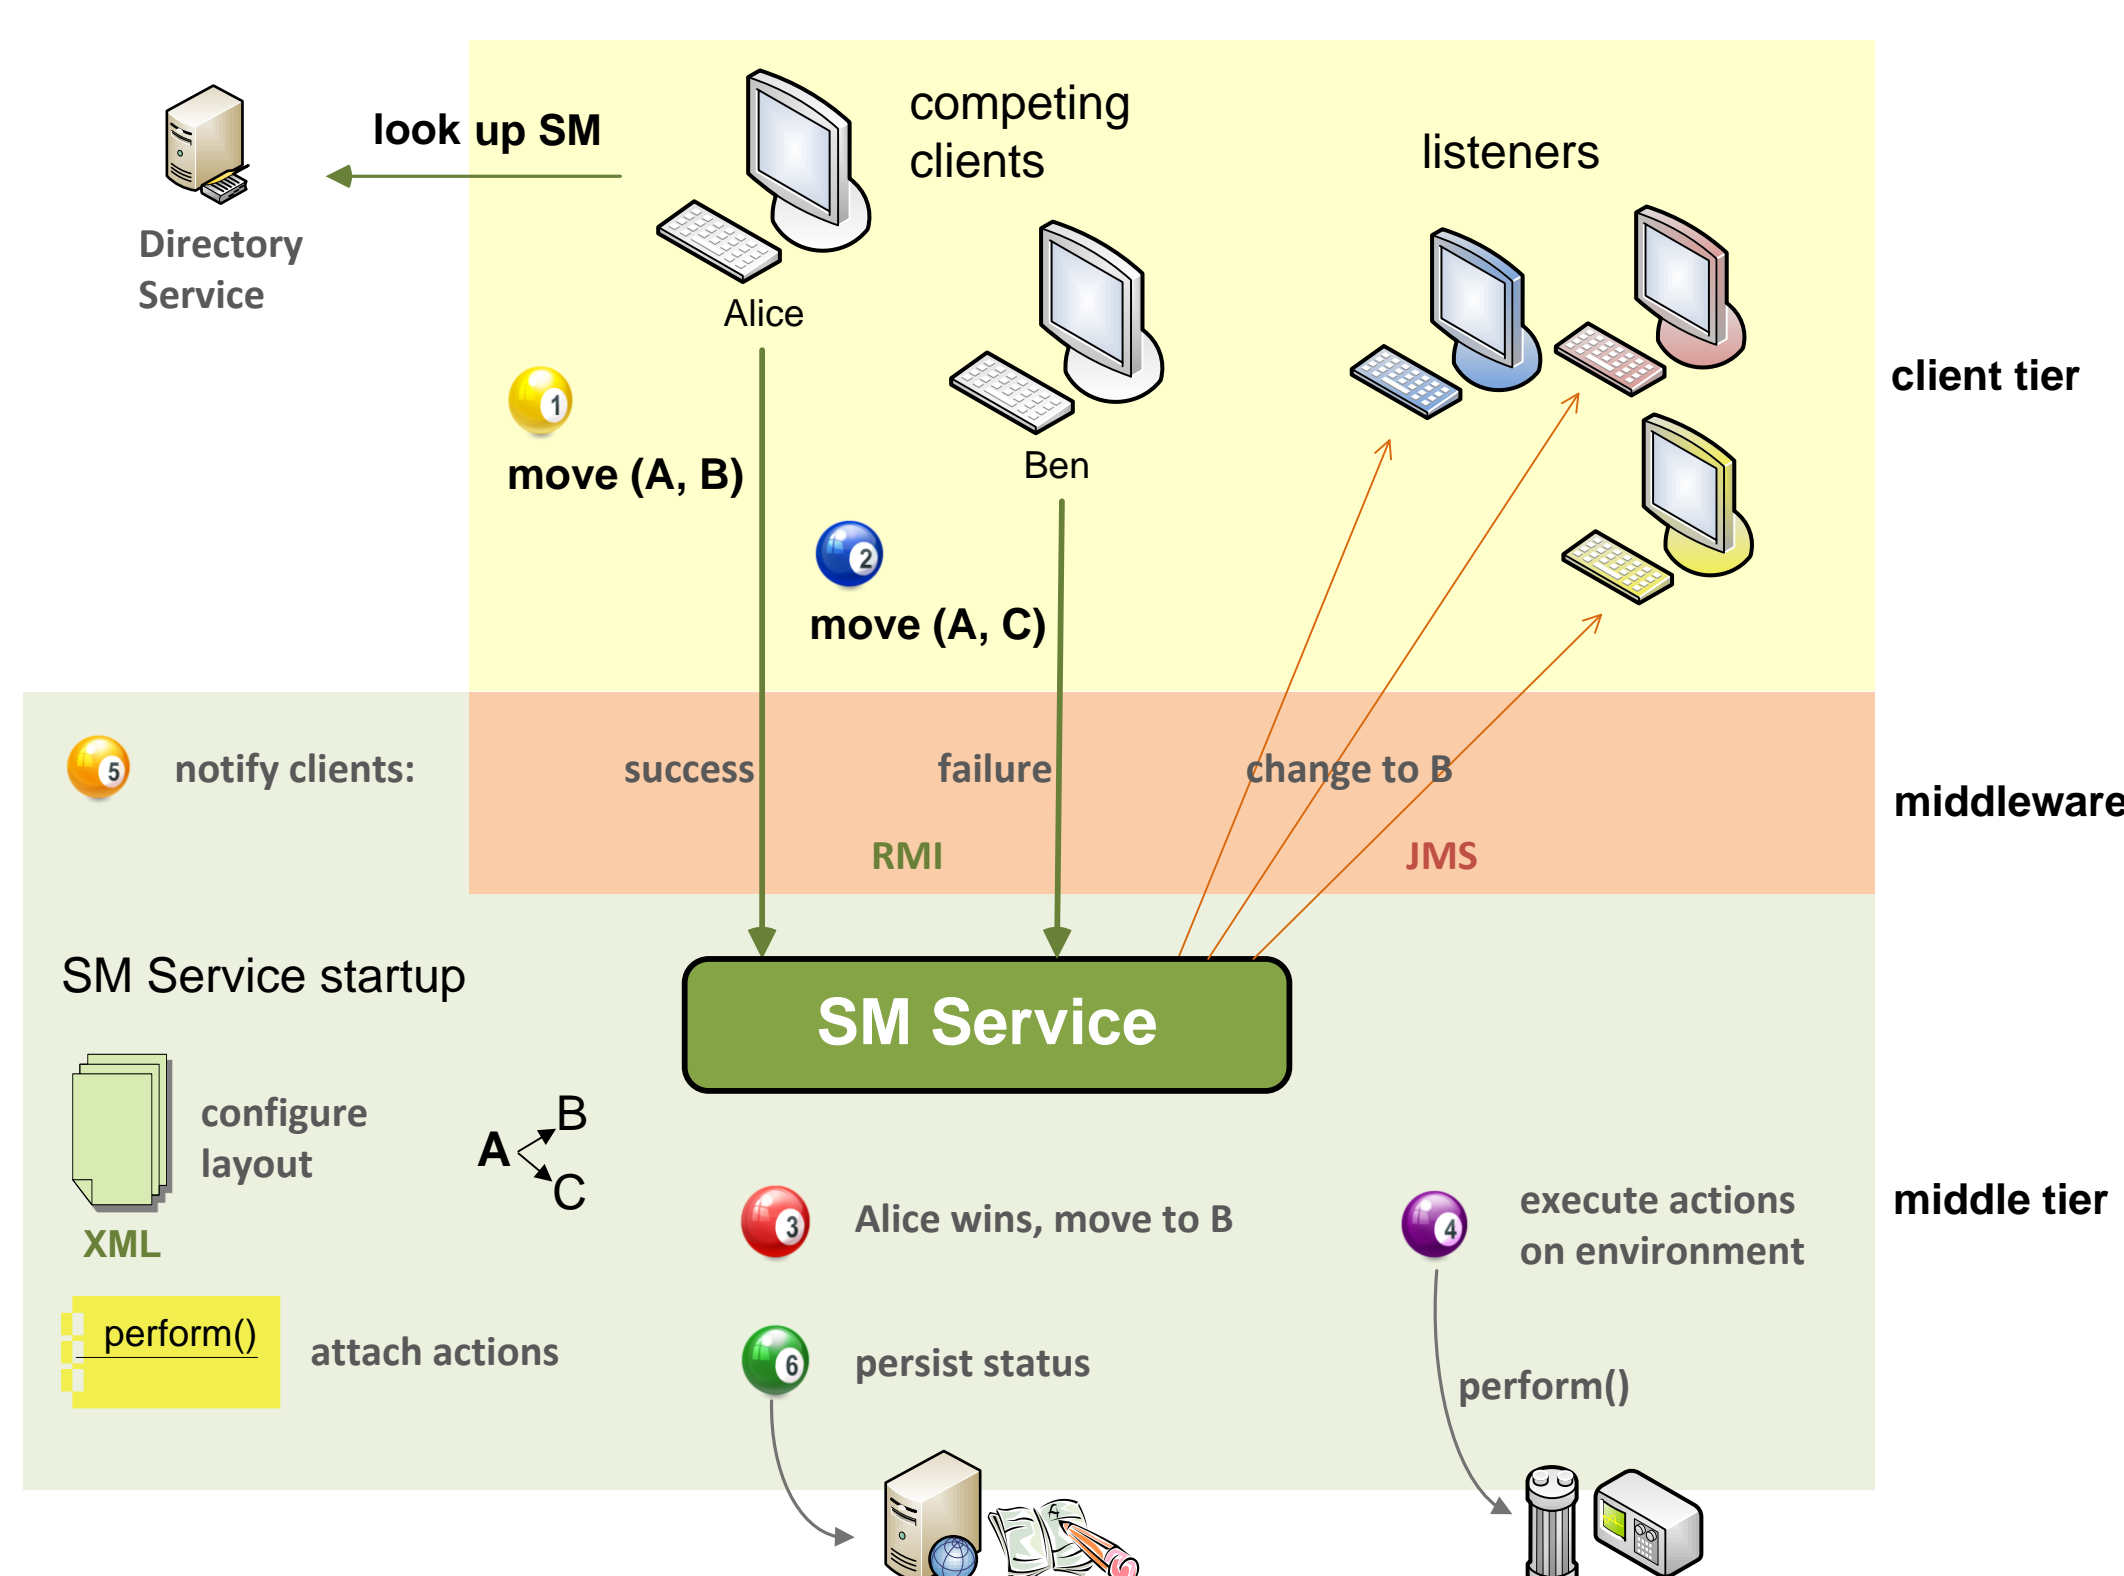 competing
clients
look up SM
listeners
Directory
Service
Alice
client tier
1
move (A, B)
Ben
2
move (A, C)
5
notify clients:
success
failure
change to B
middleware
RMI
JMS
SM Service startup
SM Service
configure
layout
XML
A
B
C
3
Alice wins, move to B
4
execute actions
on environment
middle tier
perform()
attach actions
6
persist status
perform()